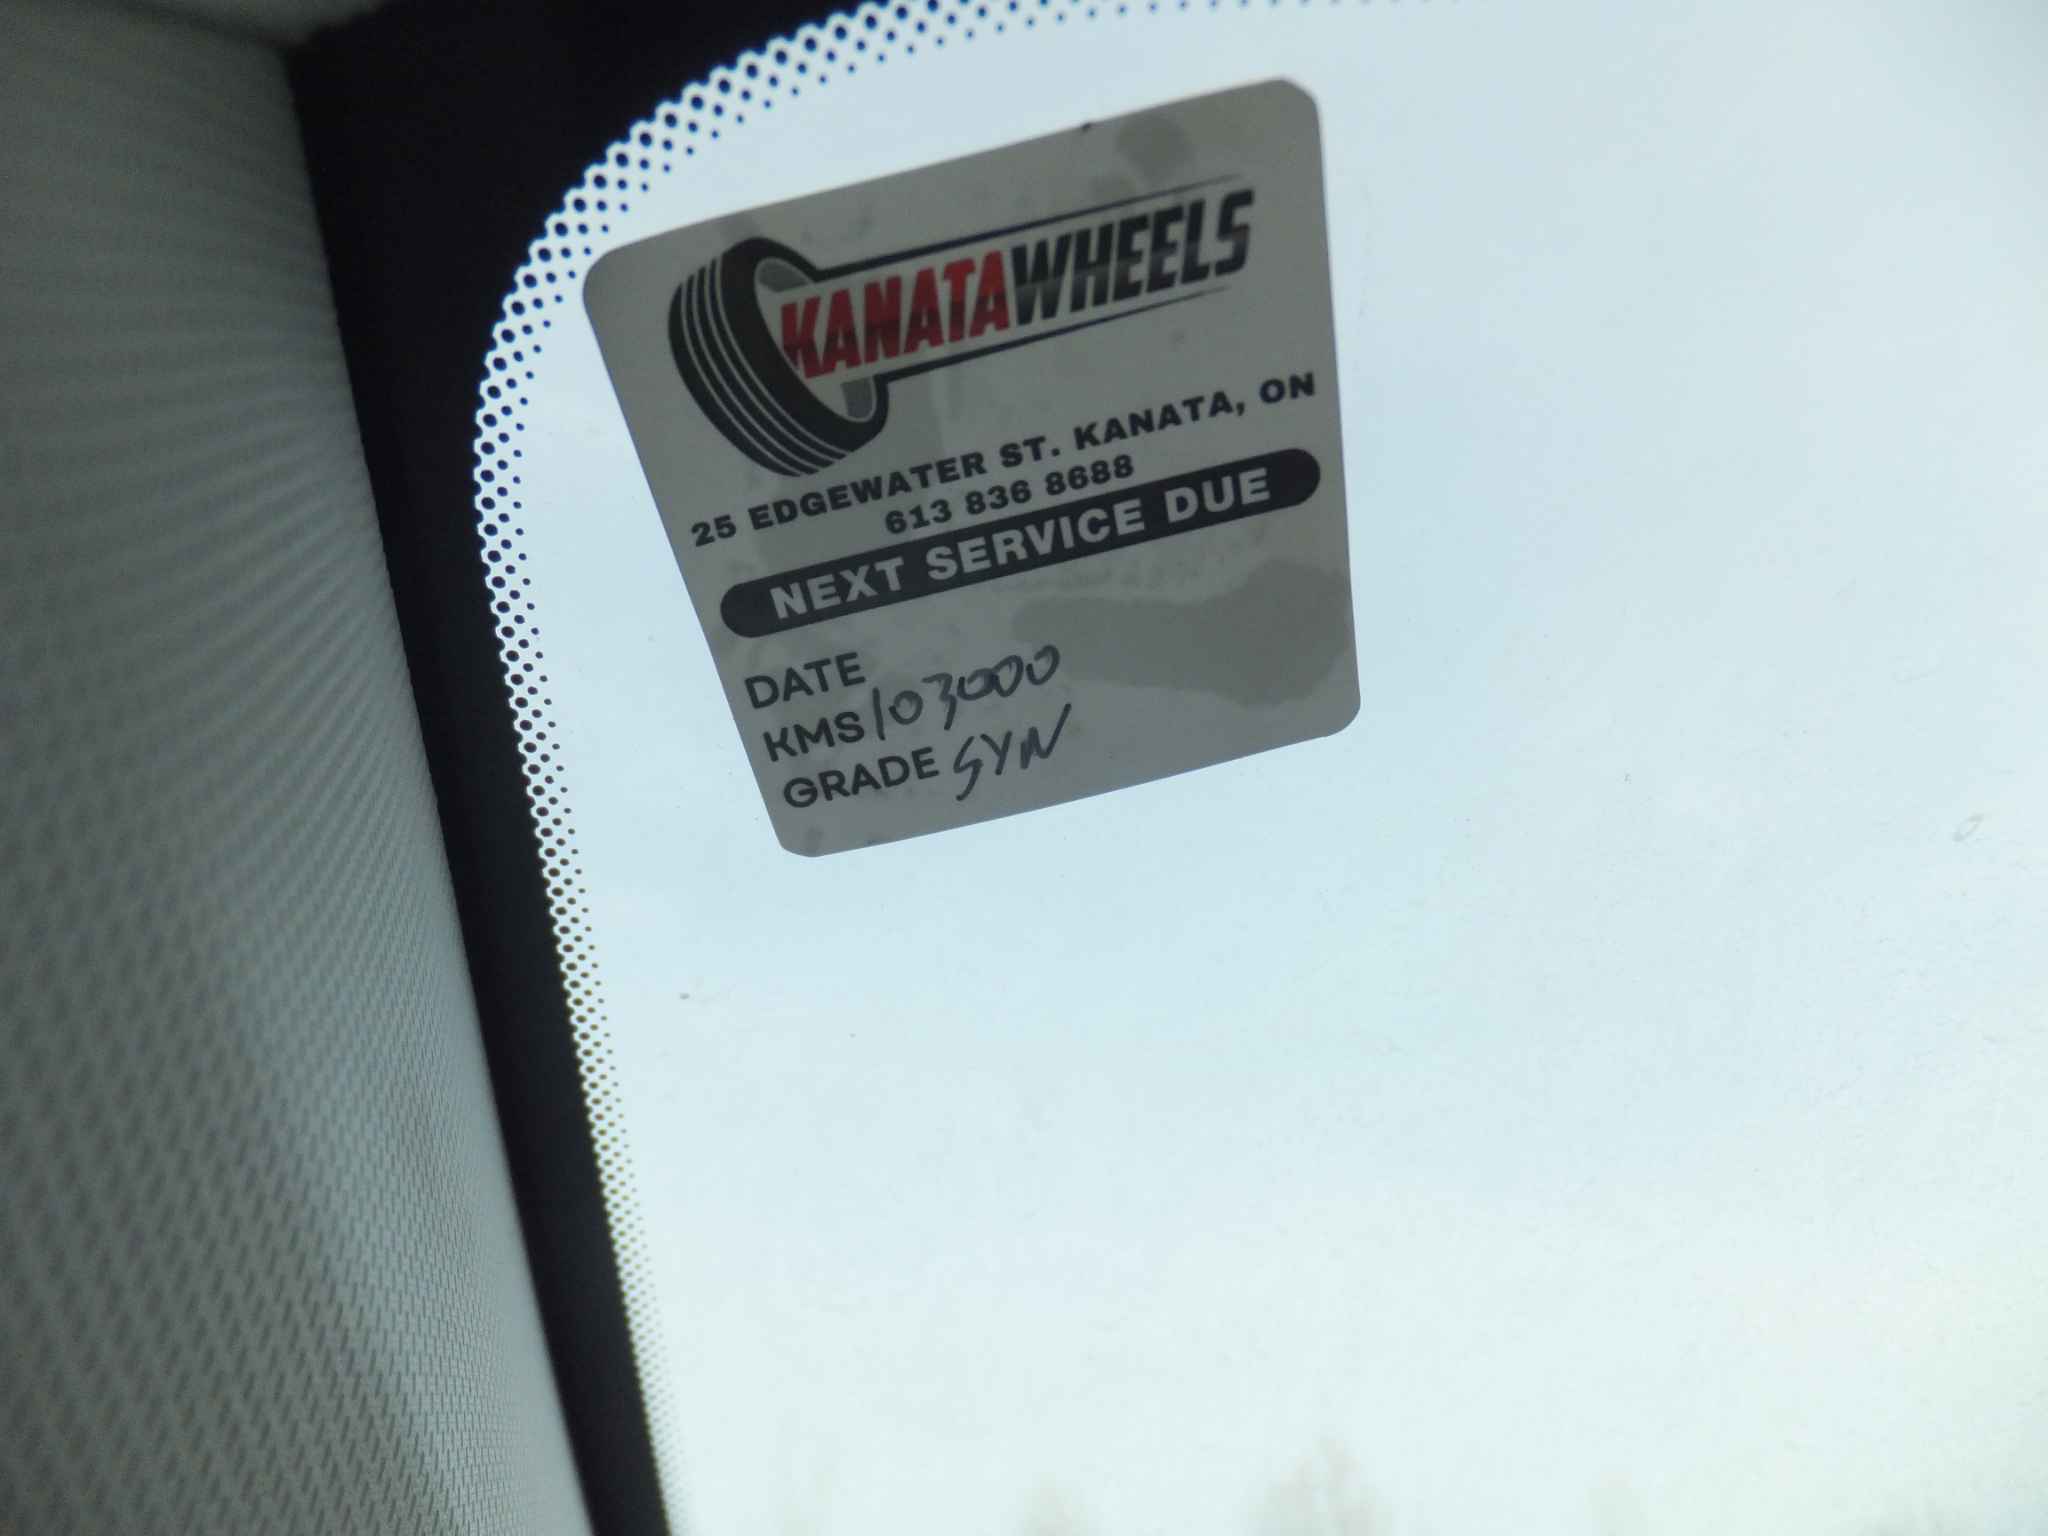 KANATAWHEELS
25 EDGEWATER ST. KANATA, ON
613 836 8688
NEXT SERVICE DUE
DATE
KMS 103000
GRADE SYN